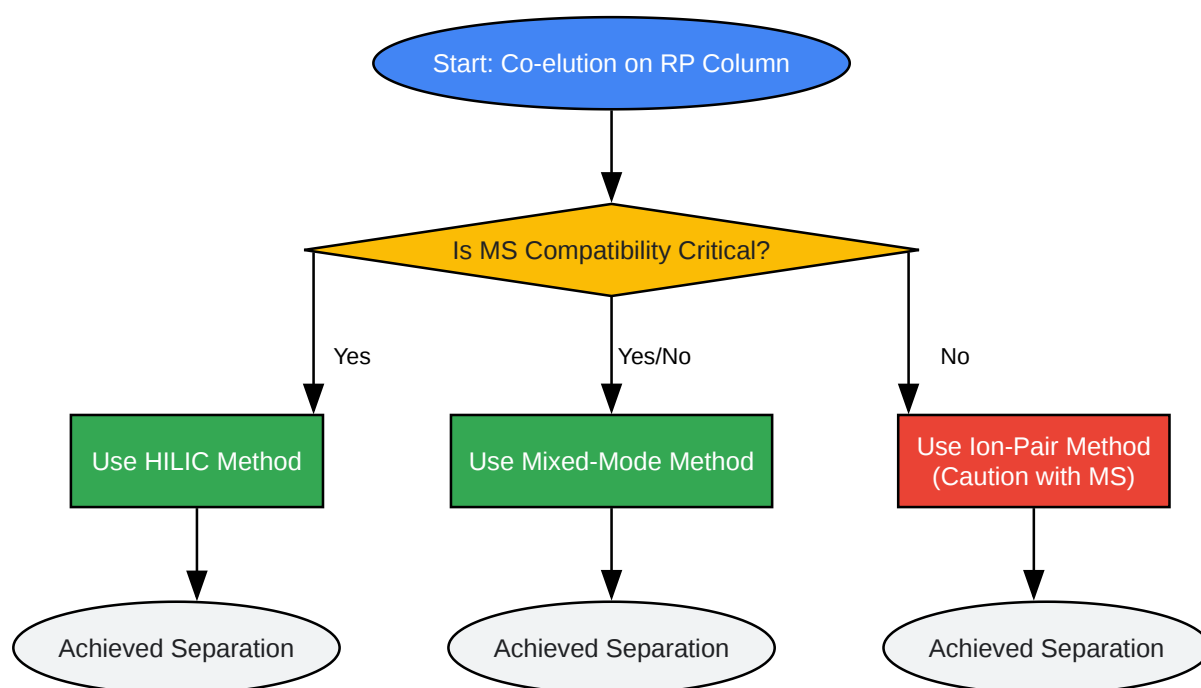 Start: Co-elution on RP Column
Is MS Compatibility Critical?
Yes
Yes/No
No
Use HILIC Method
Use Mixed-Mode Method
Use Ion-Pair Method
(Caution with MS)
Achieved Separation
Achieved Separation
Achieved Separation